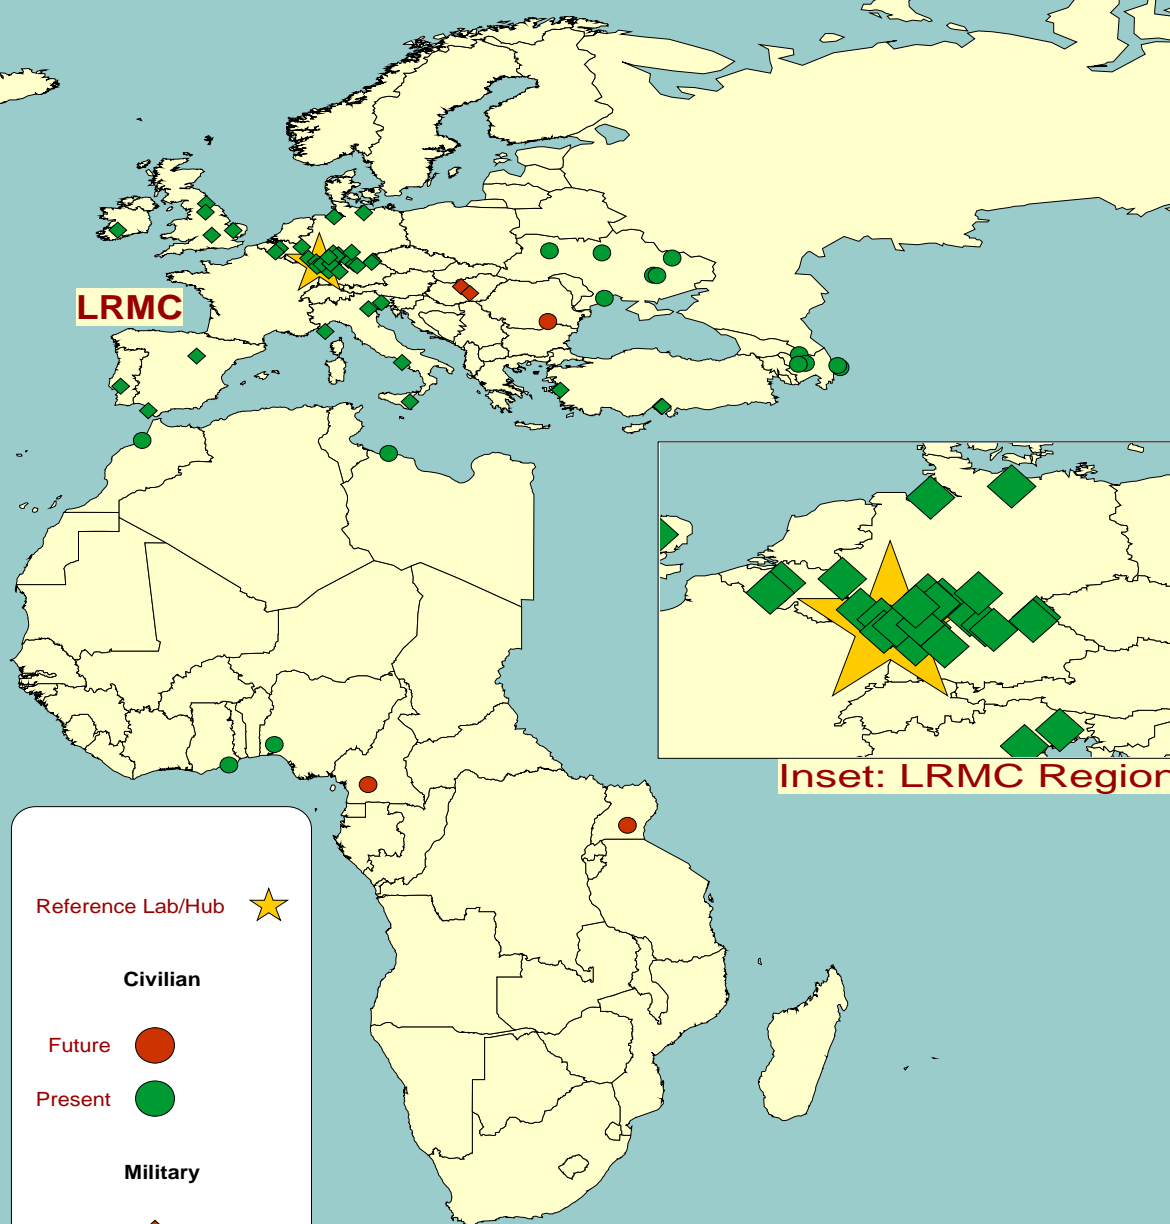 LRMC
Inset: LRMC Region
Reference Lab/Hub
Civilian
Future
Present
Military